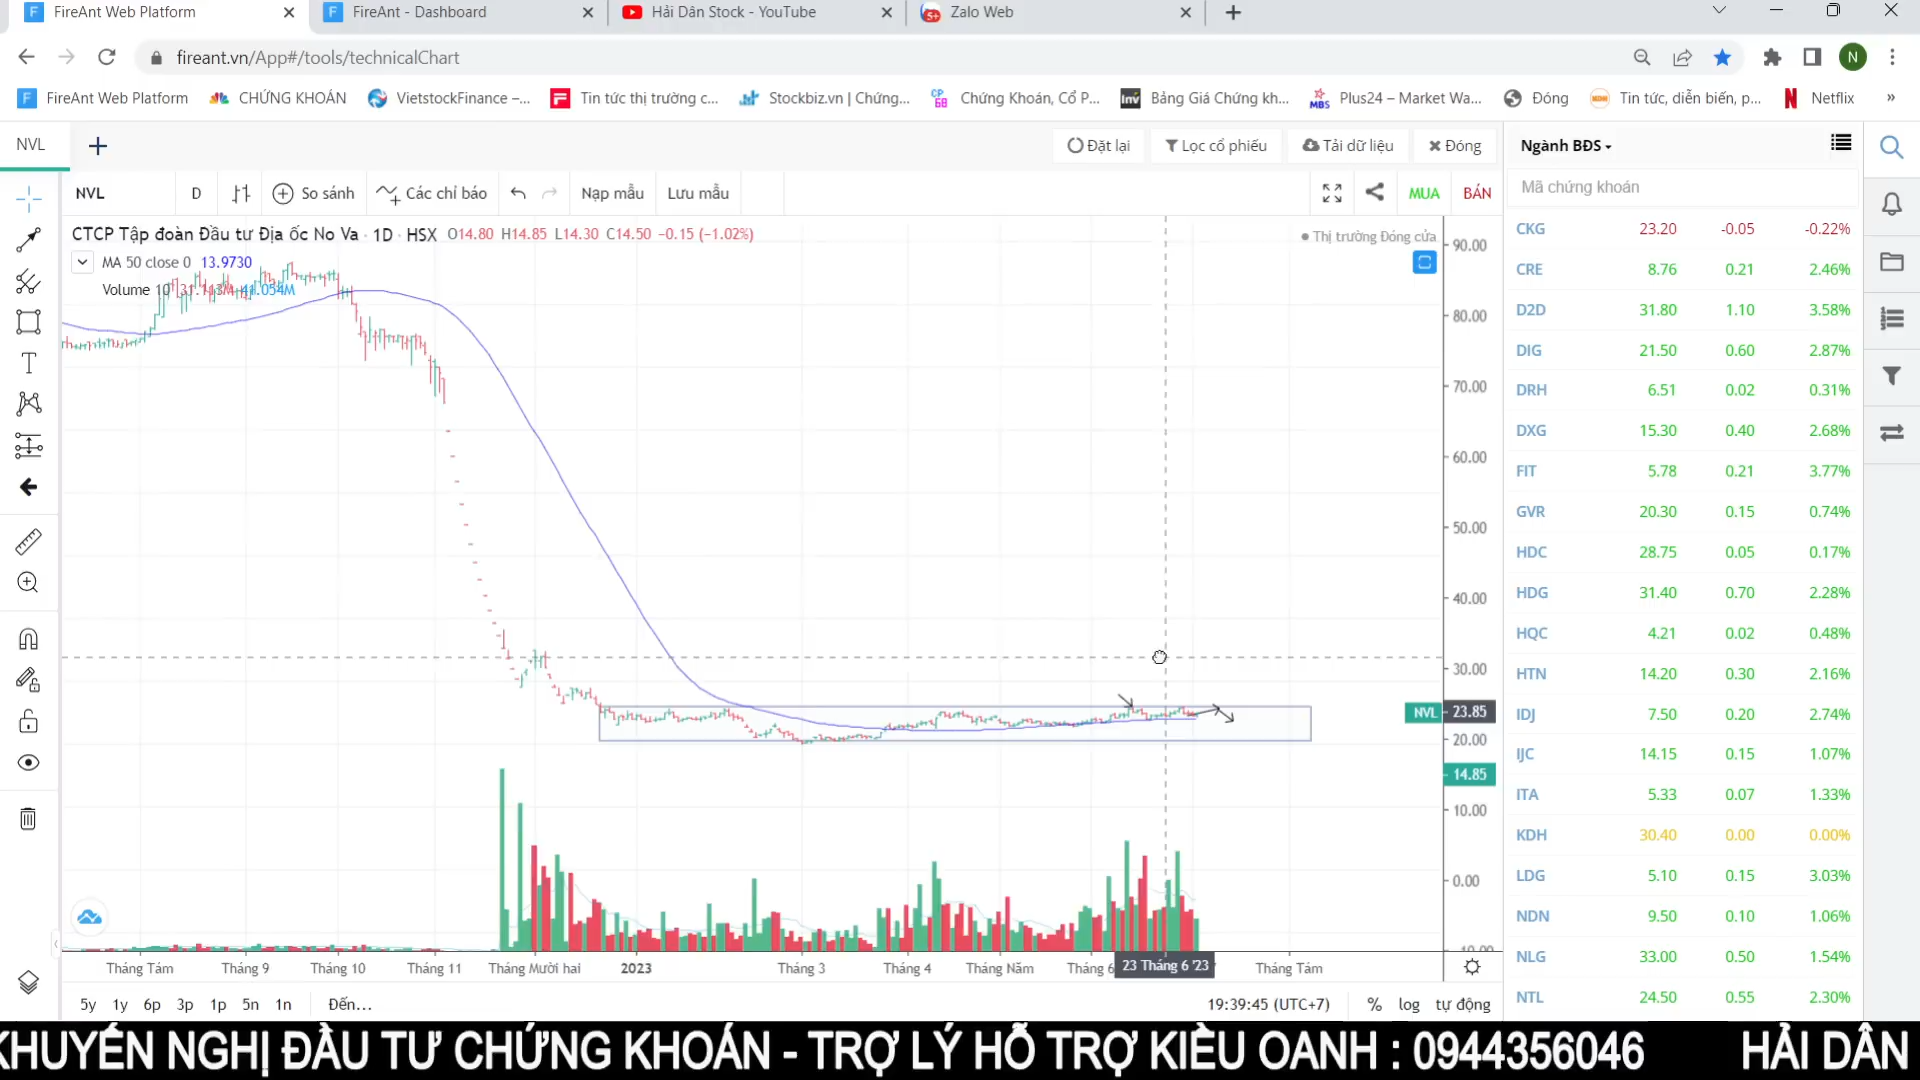 FireAnt Web Platform
FireAnt - Dashboard
Hải Dân Stock - YouTube
Zalo Web
fireant.vn/App#/tools/technicalChart
N
FireAnt Web Platform
CHỨNG KHOÁN
VietstockFinance –...
Tin tức thị trường c...
Stockbiz.vn | Chứng...
Chứng Khoán, Cổ P...
Bảng Giá Chứng kh...
Plus24 – Market Wa...
Đóng
Tin tức, diễn biến, p...
Netflix
»
NVL
Đặt lại
Lọc cổ phiếu
Tải dữ liệu
Đóng
Ngành BĐS
NVL
D
So sánh
Các chỉ báo
Nạp mẫu
Lưu mẫu
MUA
BÁN
Mã chứng khoán
CTCP Tập đoàn Đầu tư Địa ốc No Va · 1D · HSX O14.80 H14.85 L14.30 C14.50 −0.15 (−1.02%)
Thị trường Đóng cửa
MA 50 close 0 13.9730
Volume 10 31.113M 41.054M
90.00
80.00
70.00
60.00
50.00
40.00
30.00
NVL 23.85
20.00
14.85
10.00
0.00
CKG 23.20 -0.05 -0.22%
CRE 8.76 0.21 2.46%
D2D 31.80 1.10 3.58%
DIG 21.50 0.60 2.87%
DRH 6.51 0.02 0.31%
DXG 15.30 0.40 2.68%
FIT 5.78 0.21 3.77%
GVR 20.30 0.15 0.74%
HDC 28.75 0.05 0.17%
HDG 31.40 0.70 2.28%
HQC 4.21 0.02 0.48%
HTN 14.20 0.30 2.16%
IDJ 7.50 0.20 2.74%
IJC 14.15 0.15 1.07%
ITA 5.33 0.07 1.33%
KDH 30.40 0.00 0.00%
LDG 5.10 0.15 3.03%
NDN 9.50 0.10 1.06%
NLG 33.00 0.50 1.54%
NTL 24.50 0.55 2.30%
Tháng Tám
Tháng 9
Tháng 10
Tháng 11
Tháng Mười hai
2023
Tháng 3
Tháng 4
Tháng Năm
Tháng 6
23 Tháng 6 '23
Tháng Tám
5y 1y 6p 3p 1p 5n 1n Đến...
19:39:45 (UTC+7) % log tự động
KHUYẾN NGHỊ ĐẦU TƯ CHỨNG KHOÁN - TRỢ LÝ HỖ TRỢ KIỀU OANH : 0944356046 HẢI DÂN